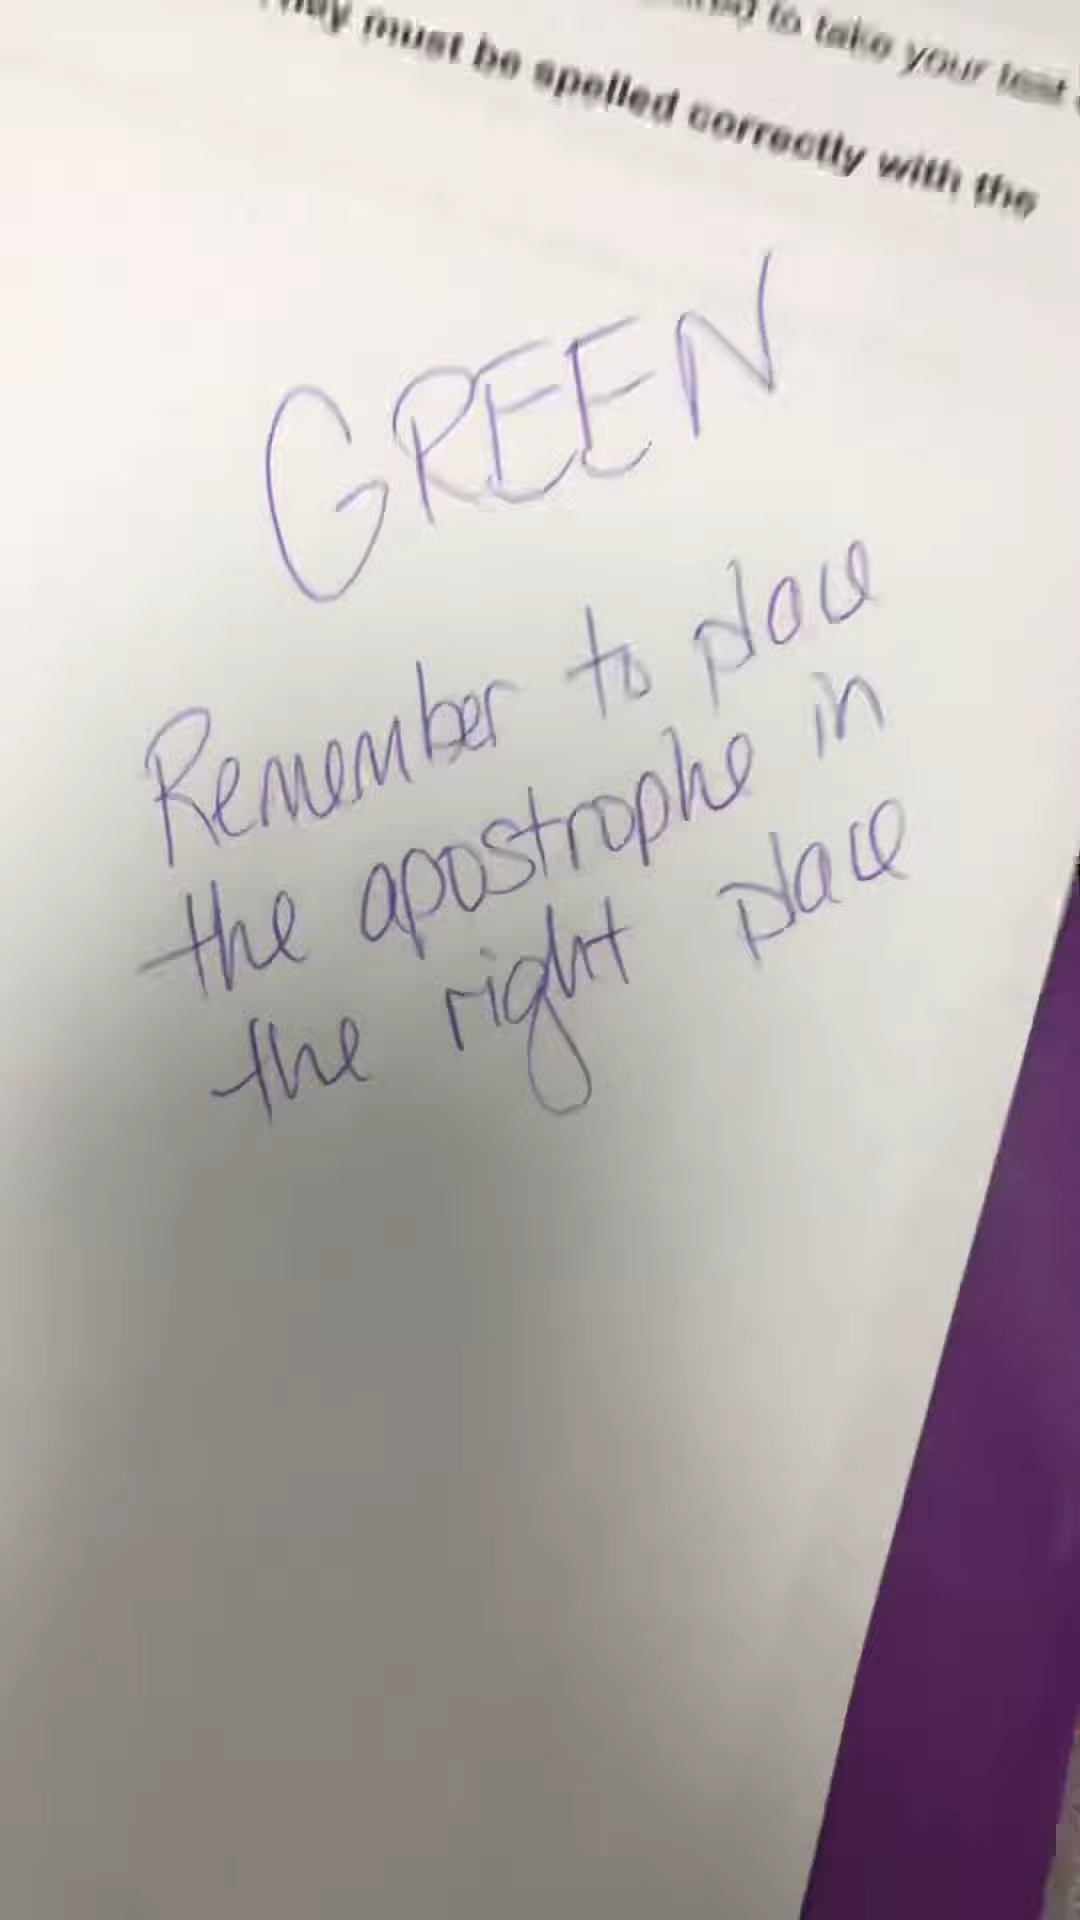 to take your test
must be spelled correctly with the
GREEN
Remember to place
the apostrophe in
the right place